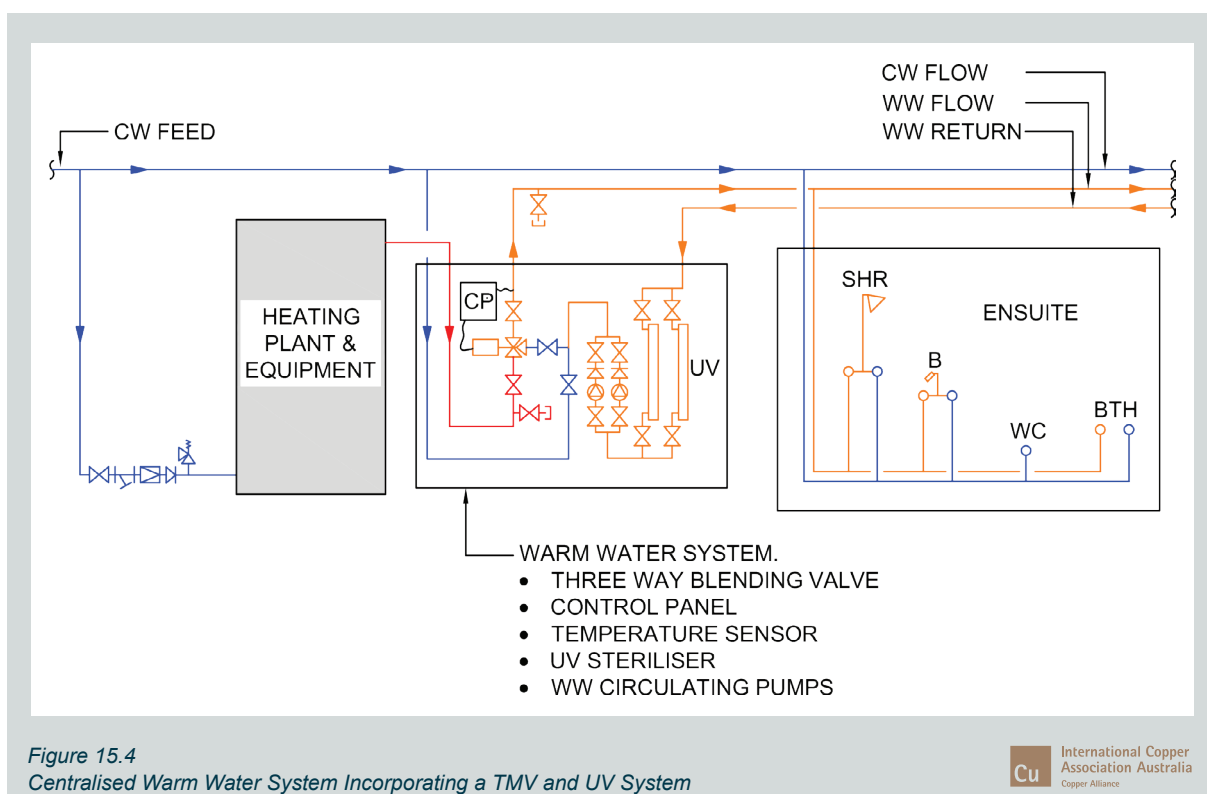 CW FLOW
WW FLOW
WW RETURN
CW FEED
CP
HEATING
PLANT &
EQUIPMENT
UV
SHR
ENSUITE
B
WC
BTH
WARM WATER SYSTEM.
• THREE WAY BLENDING VALVE
• CONTROL PANEL
• TEMPERATURE SENSOR
• UV STERILISER
• WW CIRCULATING PUMPS
Figure 15.4
Centralised Warm Water System Incorporating a TMV and UV System
Cu
International Copper
Association Australia
Copper Alliance